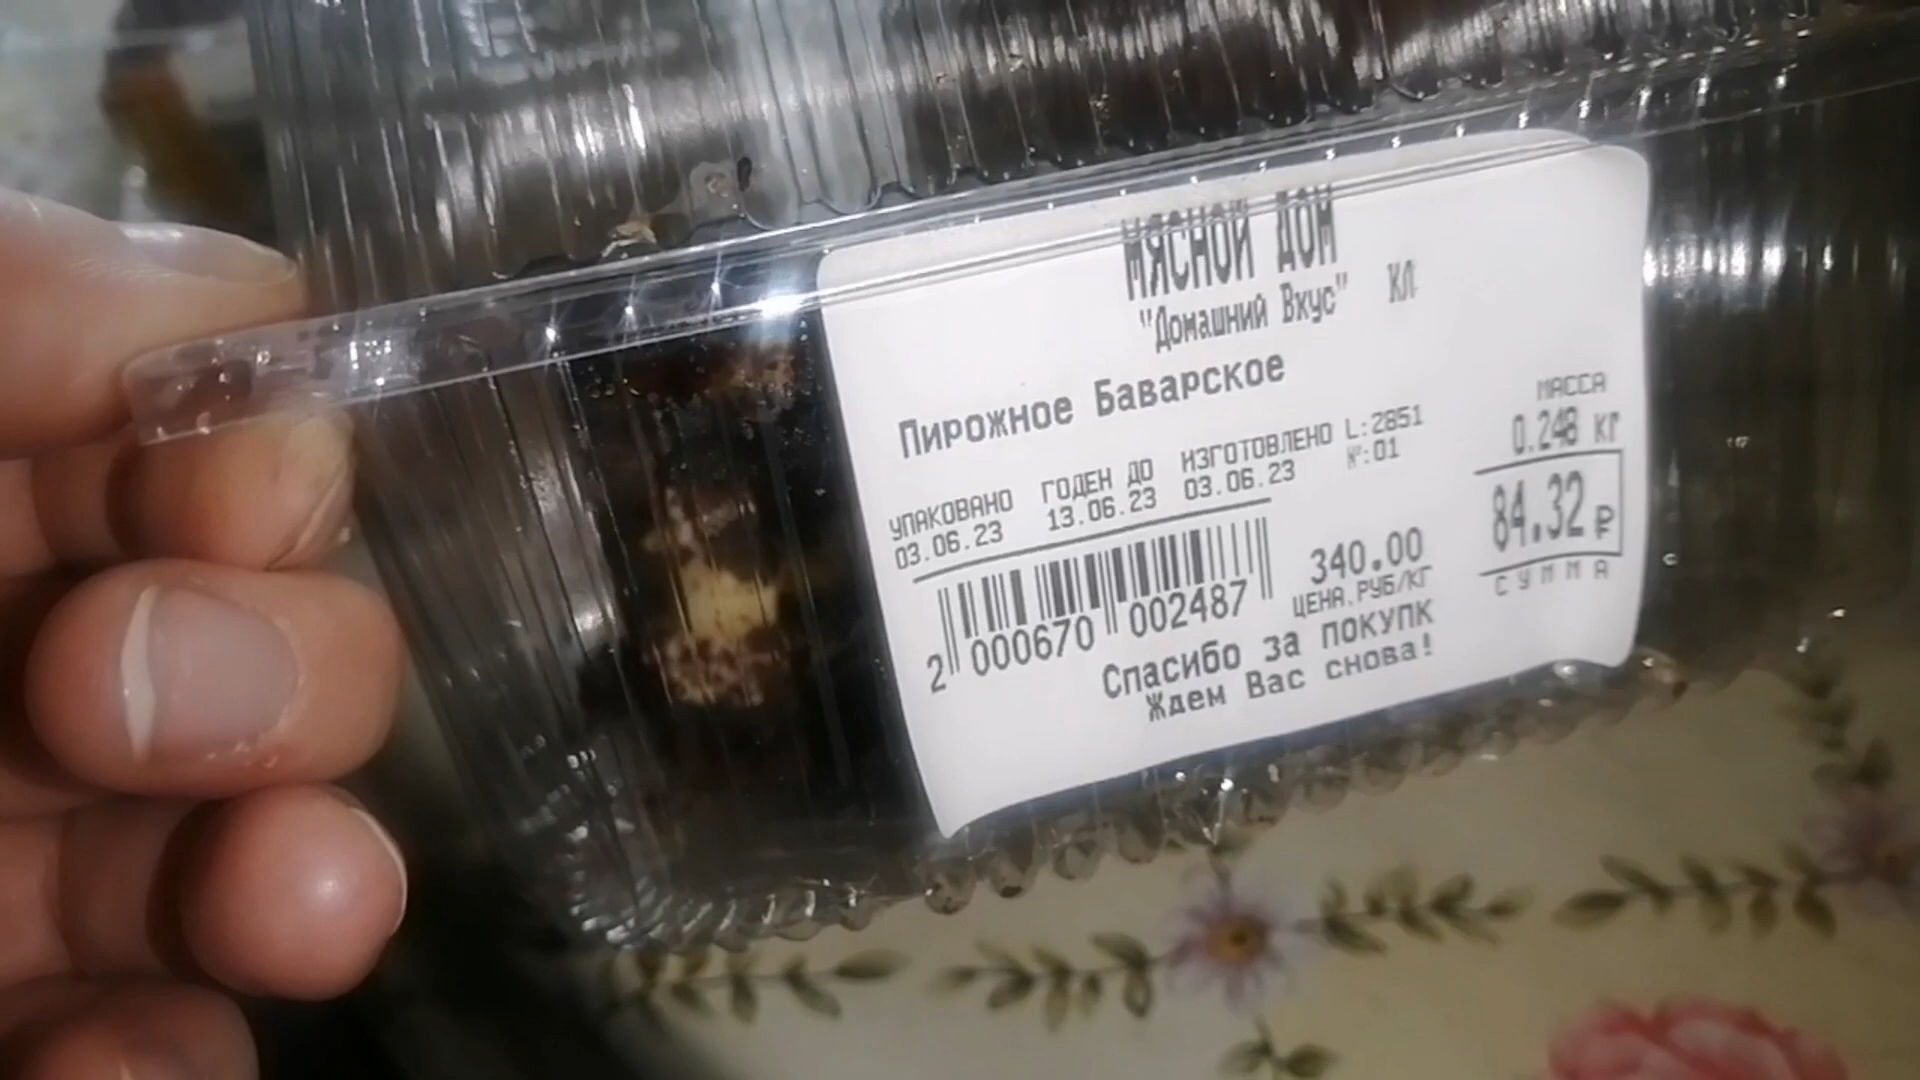 МЯСНОЙ ДОМ
"Домашний Вкус" КЛ
Пирожное Баварское
УПАКОВАНО ГОДЕН ДО ИЗГОТОВЛЕНО L:2851
03.06.23 13.06.23 03.06.23 №:01
МАССА
0.248 КГ
84.32 ₽
СУММА
340.00
ЦЕНА.РУБ/КГ
2 000670 002487
Спасибо за ПОКУПК
Ждем Вас снова!